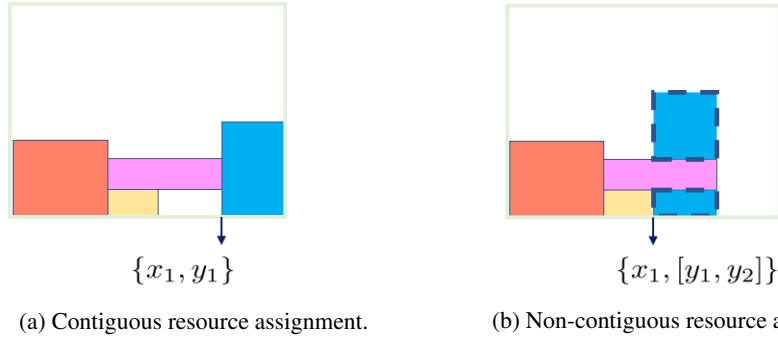 {x₁, y₁}
{x₁, [y₁, y₂]}
(a) Contiguous resource assignment.
(b) Non-contiguous resource a